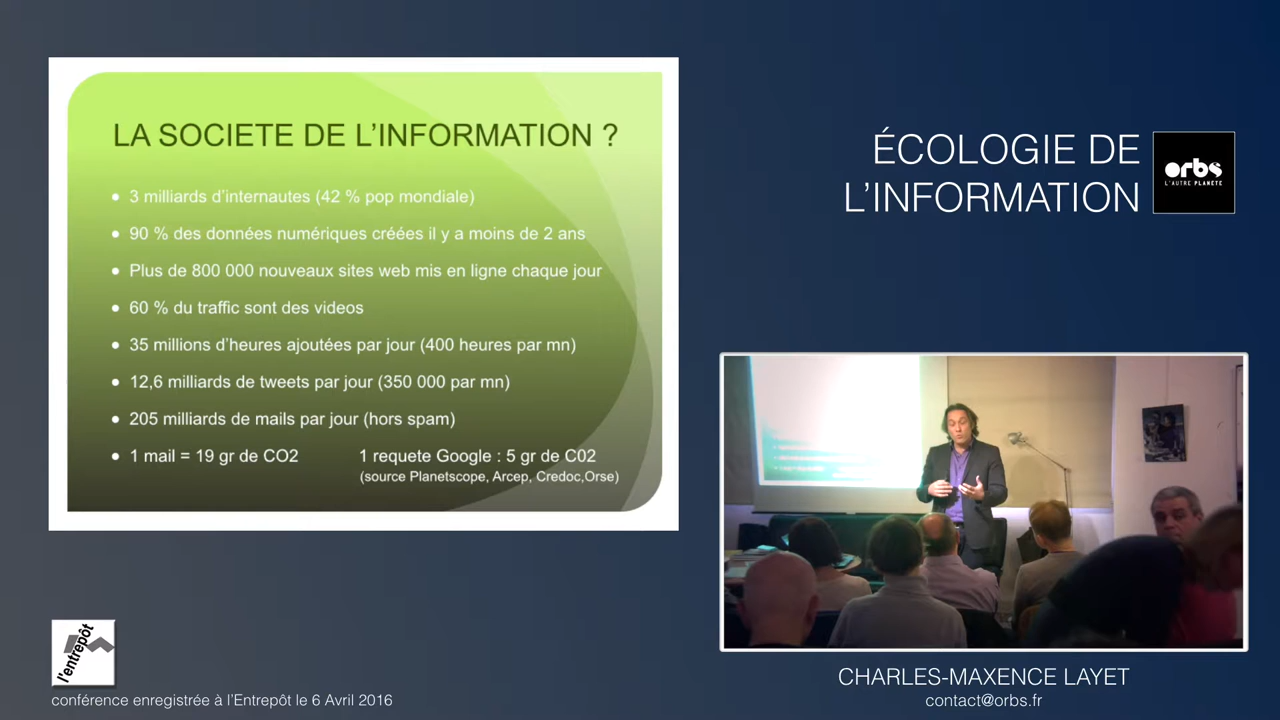 LA SOCIETE DE L’INFORMATION ?
• 3 milliards d’internautes (42 % pop mondiale)
• 90 % des données numériques créées il y a moins de 2 ans
• Plus de 800 000 nouveaux sites web mis en ligne chaque jour
• 60 % du traffic sont des videos
• 35 millions d’heures ajoutées par jour (400 heures par mn)
• 12,6 milliards de tweets par jour (350 000 par mn)
• 205 milliards de mails par jour (hors spam)
• 1 mail = 19 gr de CO2 1 requete Google : 5 gr de C02
(source Planetscope, Arcep, Credoc,Orse)
ÉCOLOGIE DE
L’INFORMATION
orbs
L'AUTRE PLANÈTE
l'entrepôt
conférence enregistrée à l’Entrepôt le 6 Avril 2016
CHARLES-MAXENCE LAYET
contact@orbs.fr